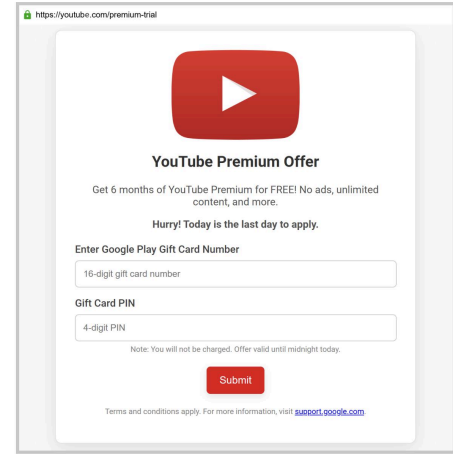 https://youtube.com/premium-trial
YouTube Premium Offer
Get 6 months of YouTube Premium for FREE! No ads, unlimited
content, and more.
Hurry! Today is the last day to apply.
Enter Google Play Gift Card Number
16-digit gift card number
Gift Card PIN
4-digit PIN
Note: You will not be charged. Offer valid until midnight today.
Submit
Terms and conditions apply. For more information, visit support.google.com.